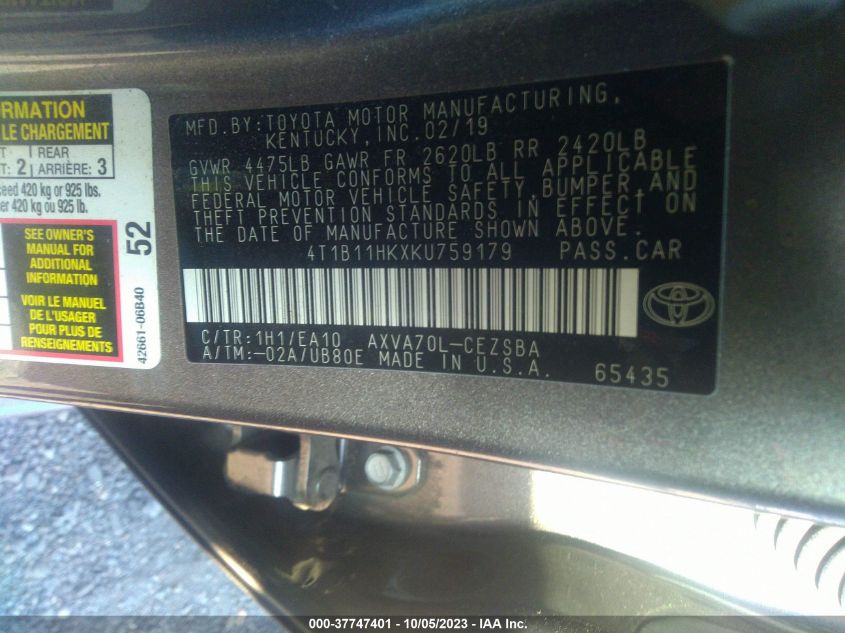 ORMATION
LE CHARGEMENT
REAR
2 ARRIÈRE: 3
420 kg or 925 lbs.
420 kg ou 925 lb.
SEE OWNER'S
MANUAL FOR
ADDITIONAL
INFORMATION
VOIR LE MANUEL
DE L'USAGER
POUR PLUS DE
RENSEIGNEMENTS
52
42661-06B40
MFD. BY: TOYOTA MOTOR MANUFACTURING,
KENTUCKY, INC. 02/19
GVWR 4475LB GAWR FR 2620LB RR 2420LB
THIS VEHICLE CONFORMS TO ALL APPLICABLE
FEDERAL MOTOR VEHICLE SAFETY, BUMPER, AND
THEFT PREVENTION STANDARDS IN EFFECT ON
THE DATE OF MANUFACTURE SHOWN ABOVE.
4T1B11HKXKU759179 PASS.CAR
C/TR:1H1/EA10 AXVA70L-CEZSBA
A/TM:-02A/UB80E MADE IN U.S.A.
65435
000-37747401 - 10/05/2023 - IAA Inc.